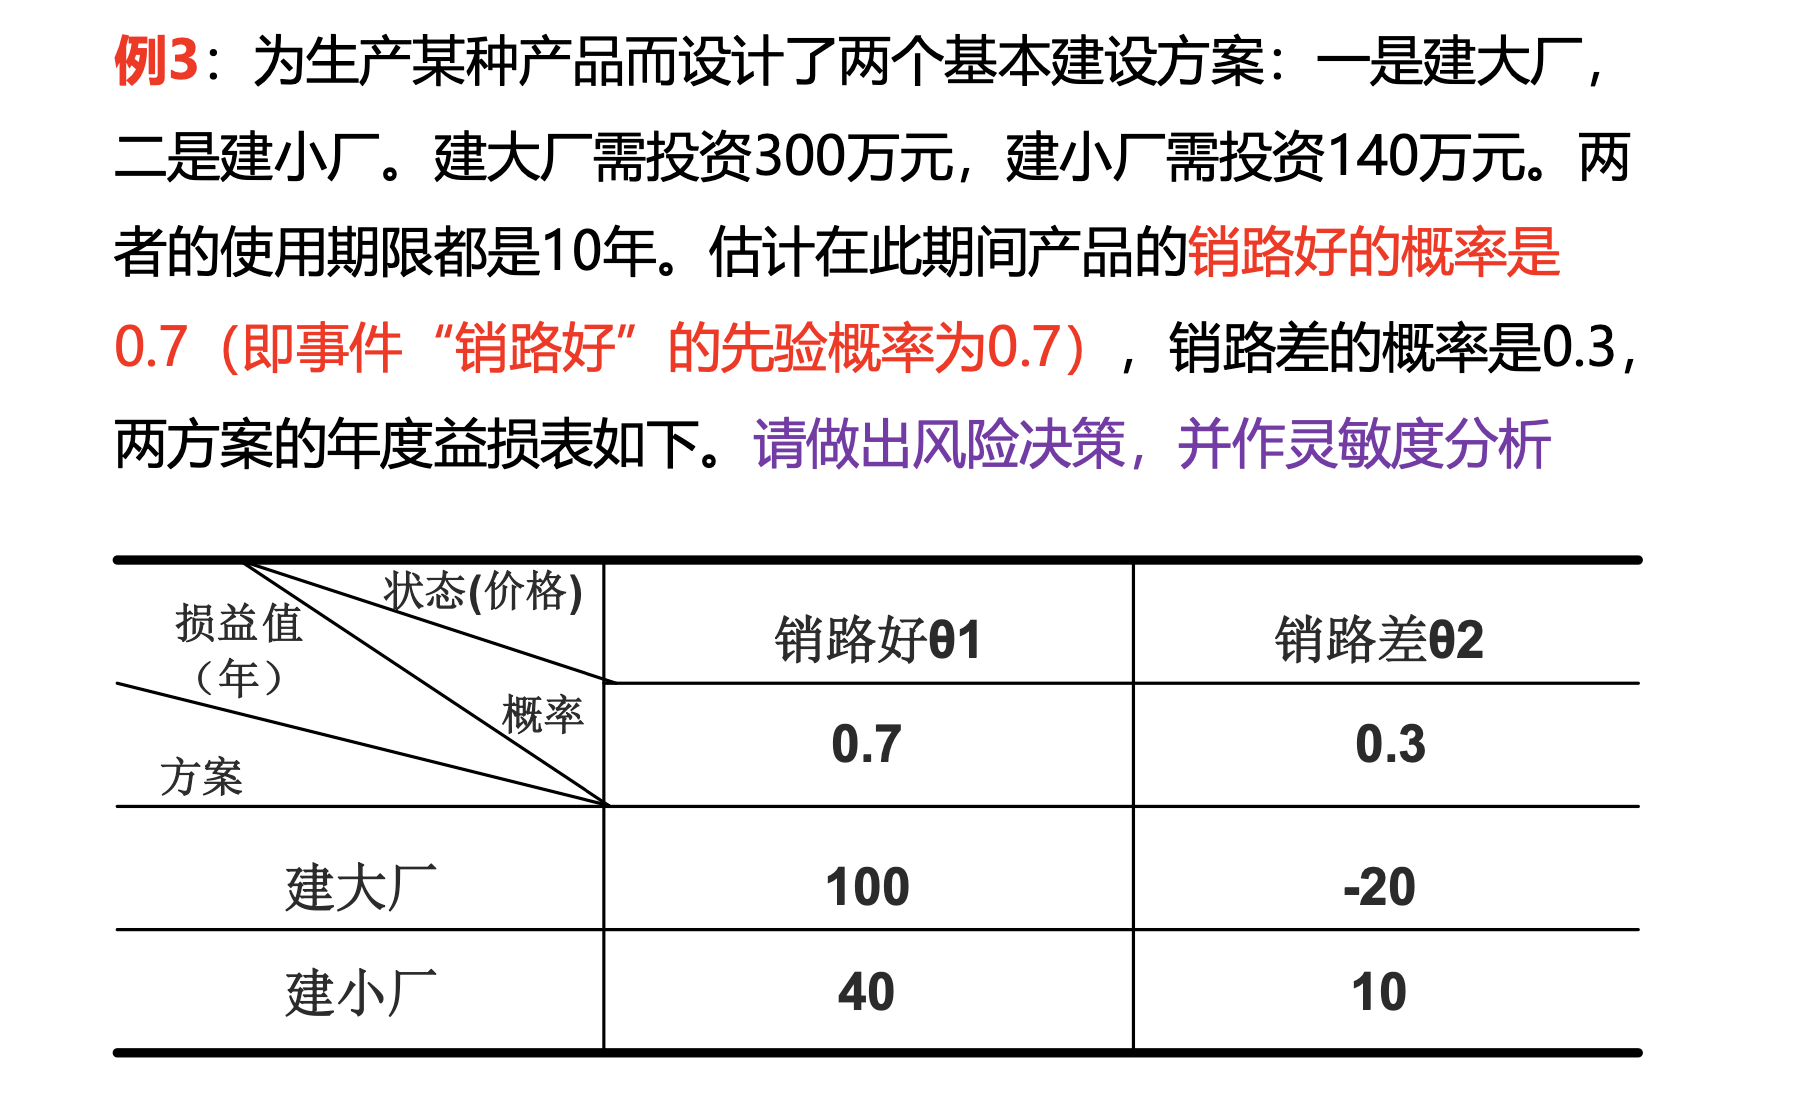 例3：为生产某种产品而设计了两个基本建设方案：一是建大厂，
二是建小厂。建大厂需投资300万元，建小厂需投资140万元。两
者的使用期限都是10年。估计在此期间产品的销路好的概率是
0.7（即事件“销路好”的先验概率为0.7），销路差的概率是0.3，
两方案的年度益损表如下。请做出风险决策，并作灵敏度分析
状态(价格)
损益值
（年）
概率
方案
销路好θ1
销路差θ2
0.7
0.3
建大厂
100
-20
建小厂
40
10